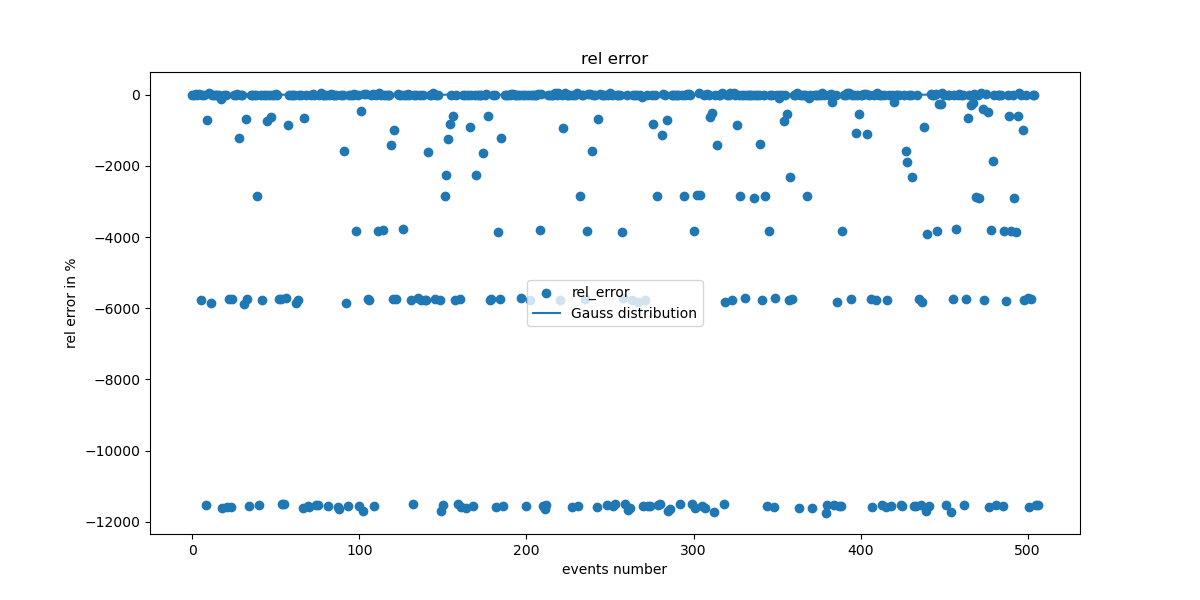 rel error
rel error in %
0
−2000
−4000
−6000
−8000
−10000
−12000
rel_error
Gauss distribution
0 100 200 300 400 500
events number